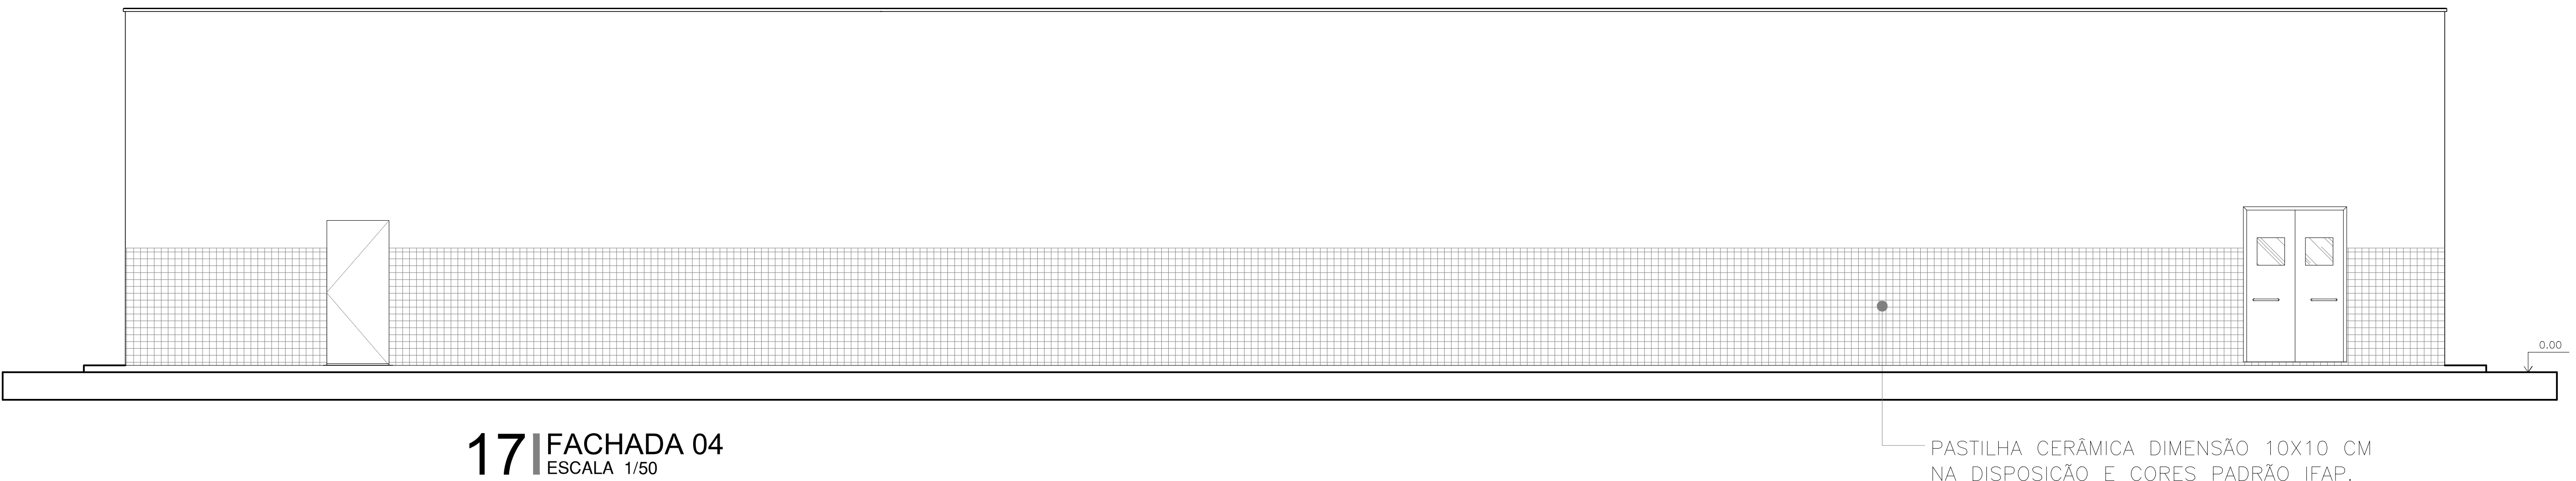 0.00
17 FACHADA 04
ESCALA 1/50
PASTILHA CERÂMICA DIMENSÃO 10X10 CM
NA DISPOSICÃO E CORES PADRÃO IFAP.